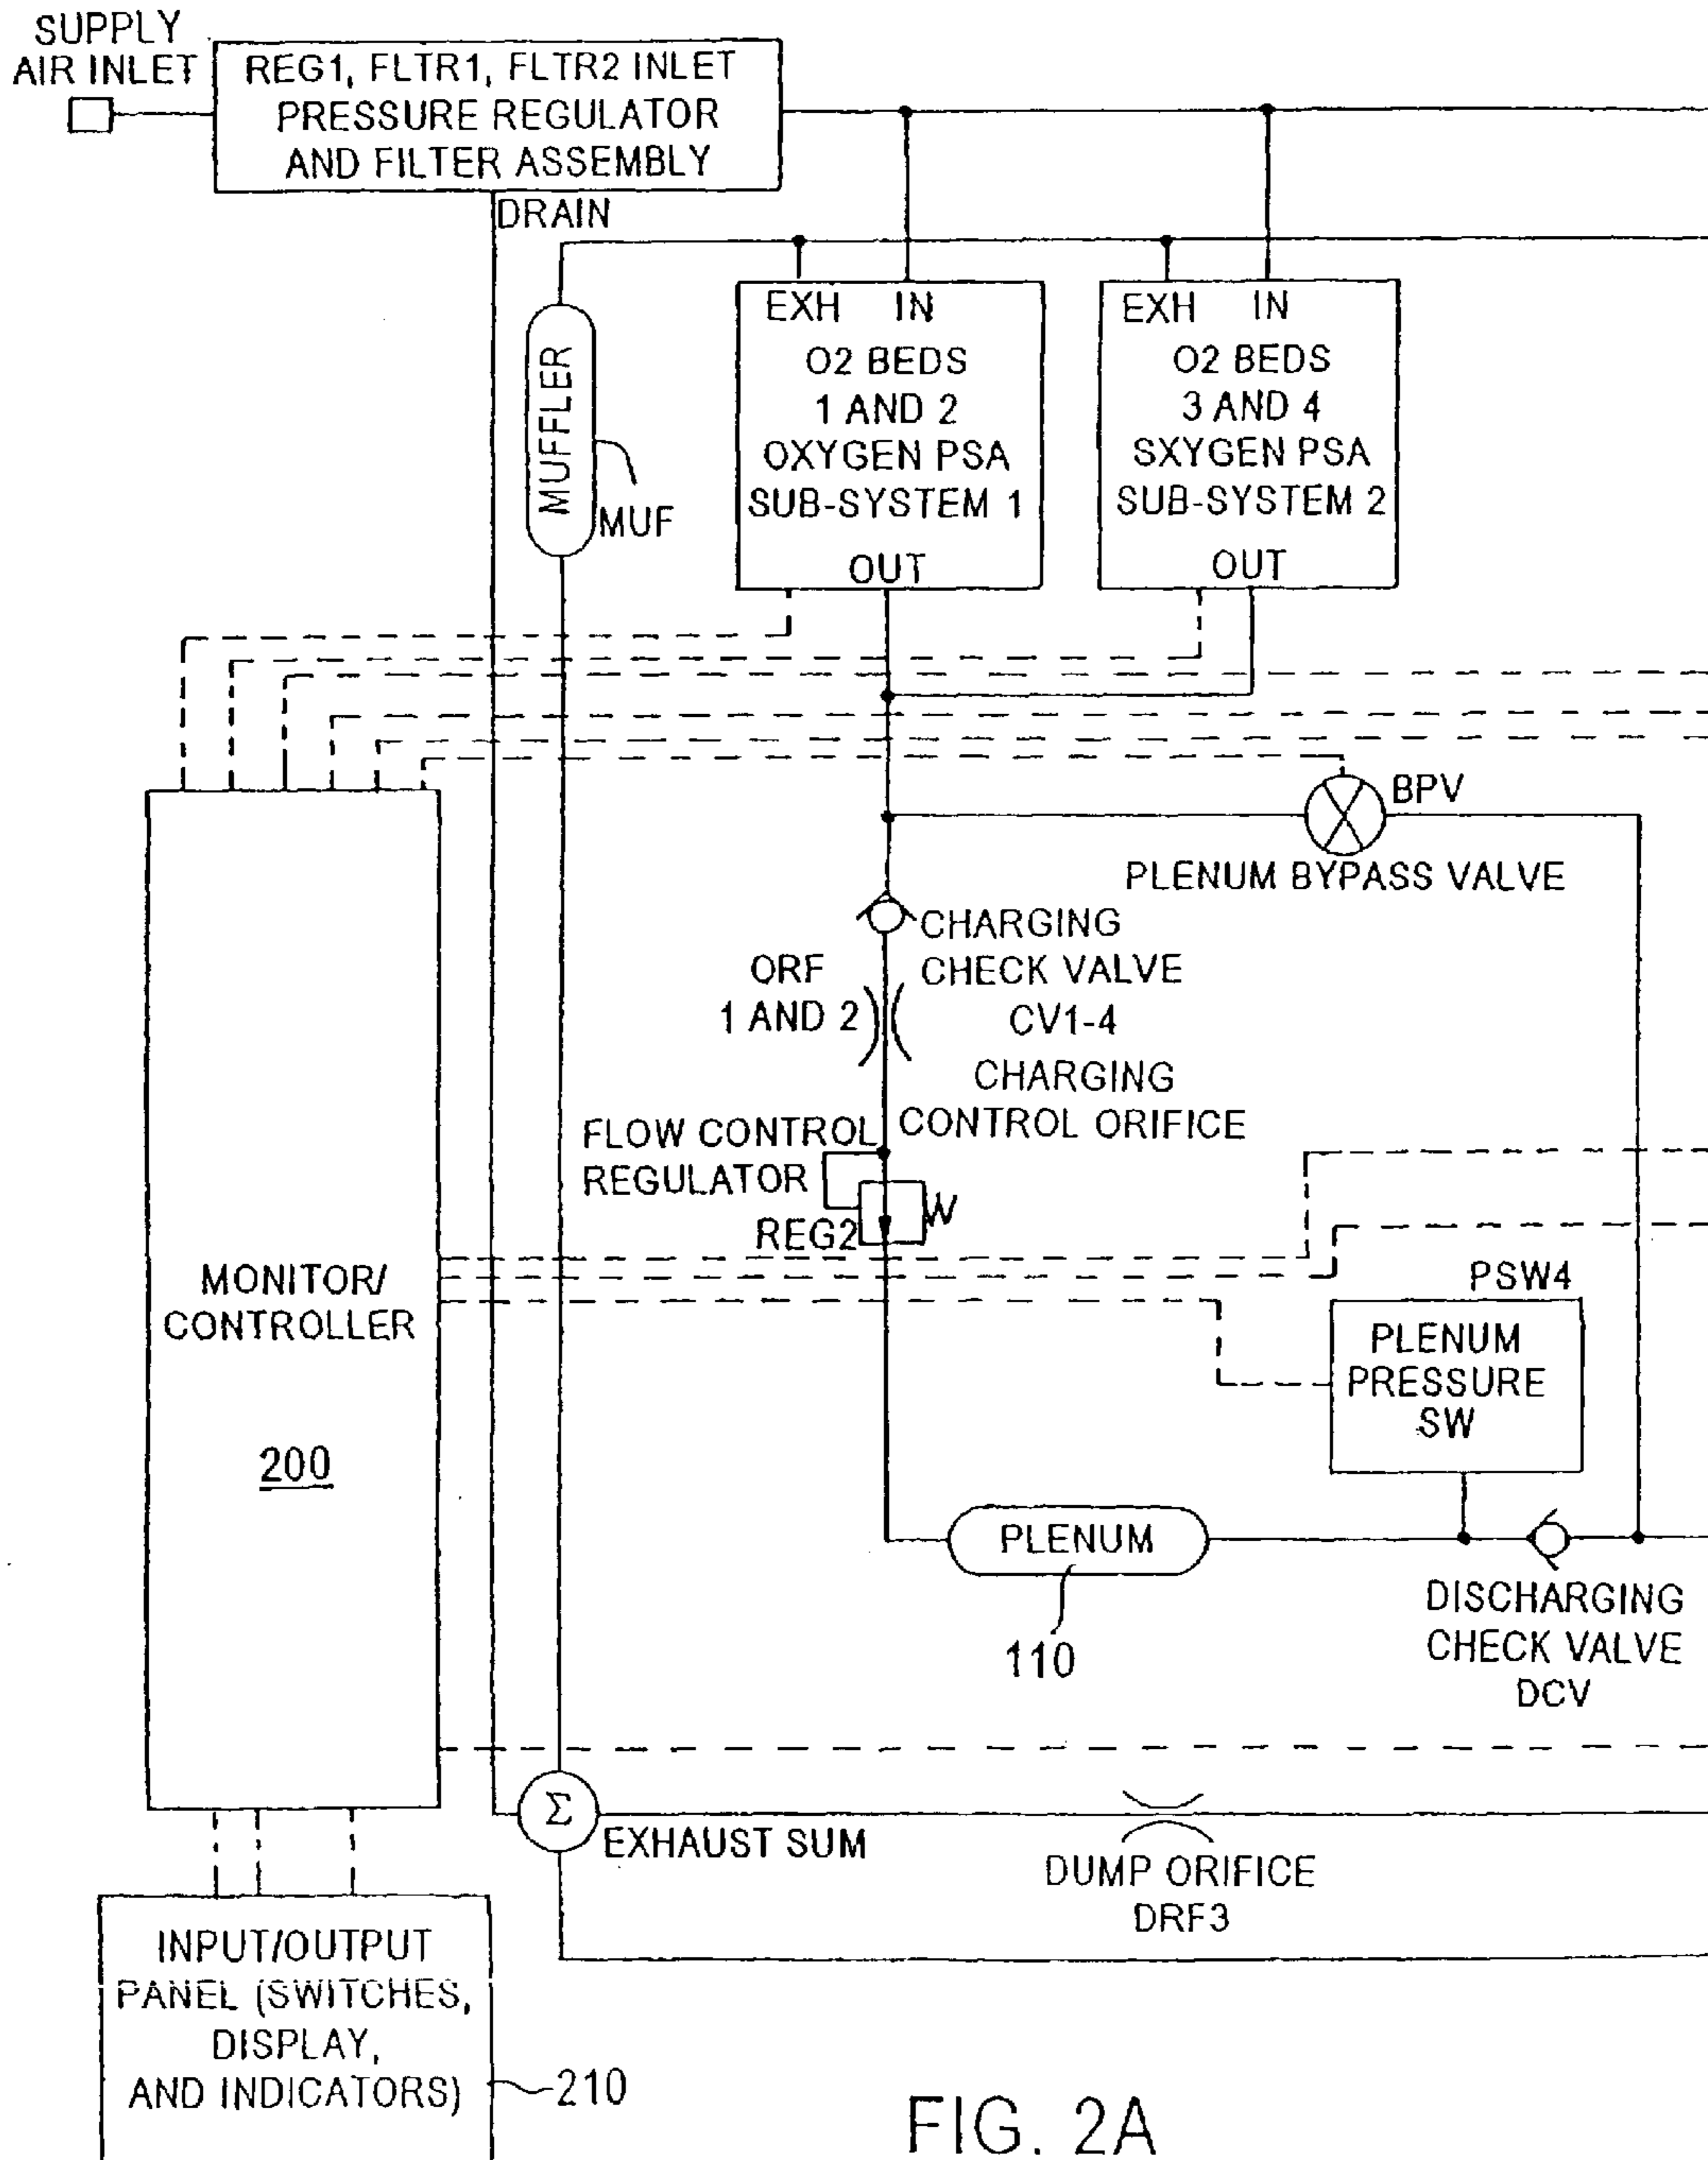 SUPPLY
AIR INLET
REG1, FLTR1, FLTR2 INLET
PRESSURE REGULATOR
AND FILTER ASSEMBLY
DRAIN
MUFFLER
MUF
EXH IN
O2 BEDS
1 AND 2
OXYGEN PSA
SUB-SYSTEM 1
OUT
EXH IN
O2 BEDS
3 AND 4
SXYGEN PSA
SUB-SYSTEM 2
OUT
BPV
PLENUM BYPASS VALVE
CHARGING
CHECK VALVE
CV1-4
ORF
1 AND 2
CHARGING
CONTROL ORIFICE
FLOW CONTROL
REGULATOR
REG2
MONITOR/
CONTROLLER
200
PSW4
PLENUM
PRESSURE
SW
PLENUM
110
DISCHARGING
CHECK VALVE
DCV
Σ
EXHAUST SUM
DUMP ORIFICE
DRF3
INPUT/OUTPUT
PANEL (SWITCHES,
DISPLAY,
AND INDICATORS)
210
FIG. 2A